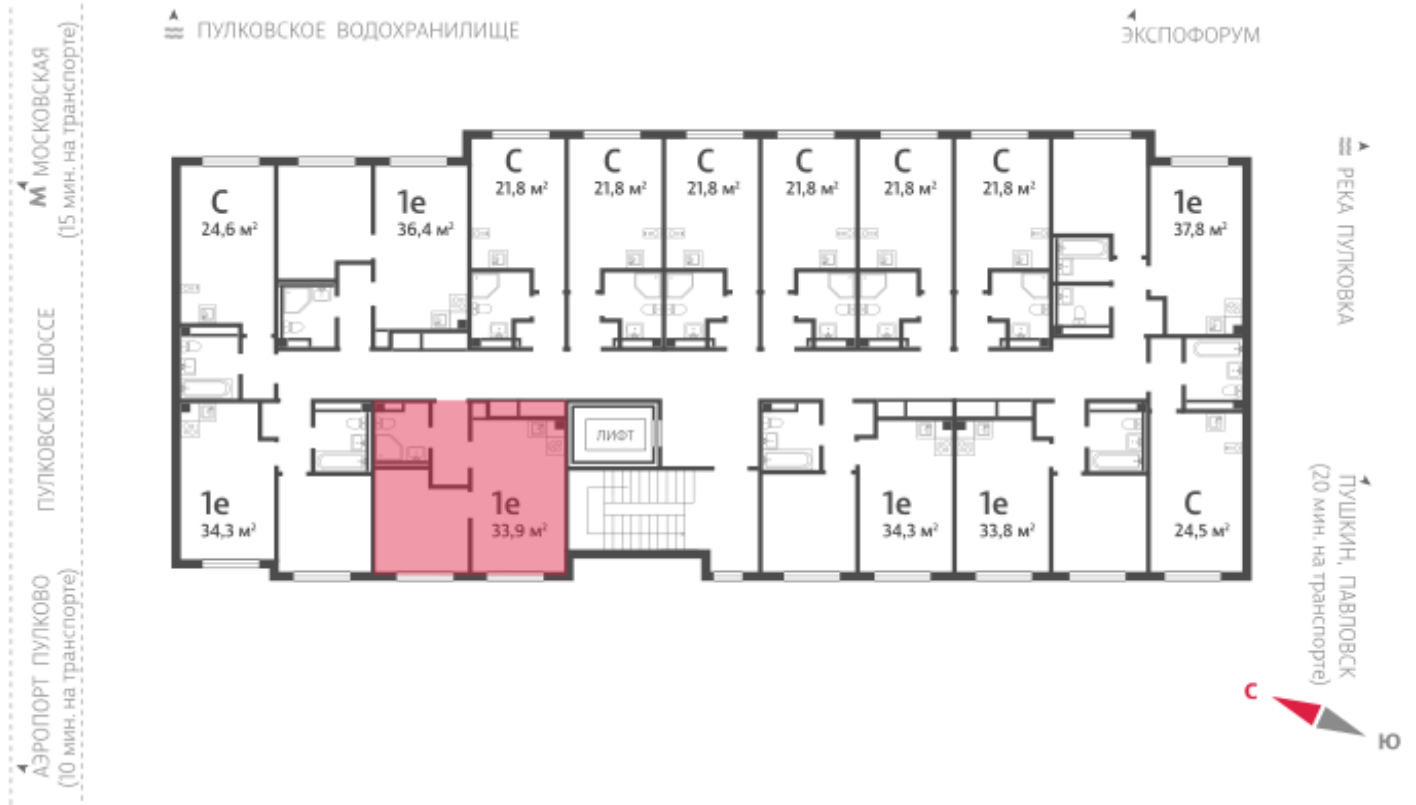 ПУЛКОВСКОЕ ВОДОХРАНИЛИЩЕ
ЭКСПОФОРУМ
М МОСКОВСКАЯ
(15 мин. на транспорте)
ПУЛКОВСКОЕ ШОССЕ
АЭРОПОРТ ПУЛКОВО
(10 мин. на транспорте)
С
24,6 м²
1е
36,4 м²
С
21,8 м²
С
21,8 м²
С
21,8 м²
С
21,8 м²
С
21,8 м²
С
21,8 м²
1е
37,8 м²
РЕКА ПУЛКОВКА
1е
34,3 м²
1е
33,9 м²
ЛИФТ
1е
34,3 м²
1е
33,8 м²
С
24,5 м²
ПУШКИН, ПАВЛОВСК
(20 мин. на транспорте)
С
Ю